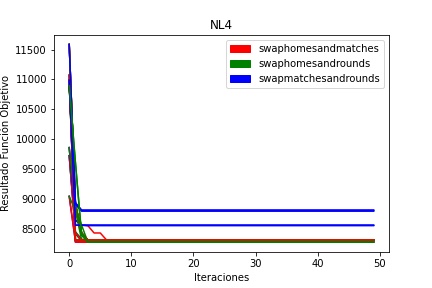 NL4
swaphomesandmatches
swaphomesandrounds
swapmatchesandrounds
Resultado Función Objetivo
11500
11000
10500
10000
9500
9000
8500
0
10
20
30
40
50
Iteraciones